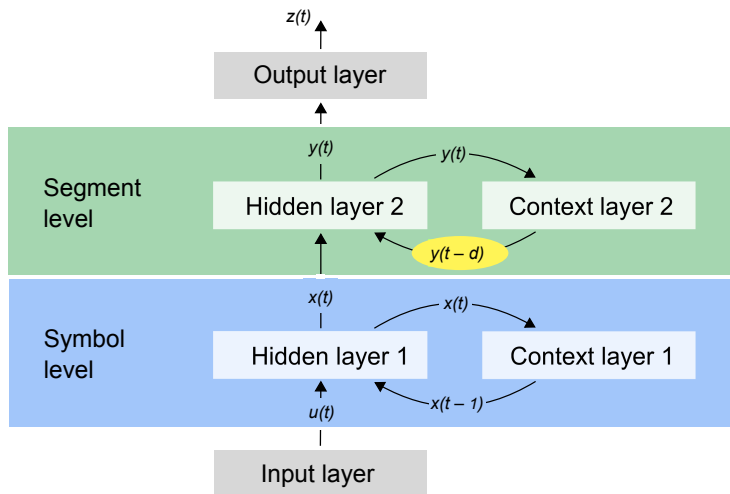 z(t)
Output layer
y(t)
y(t)
Segment
level
Hidden layer 2
Context layer 2
y(t – d)
x(t)
x(t)
Symbol
level
Hidden layer 1
Context layer 1
x(t – 1)
u(t)
Input layer